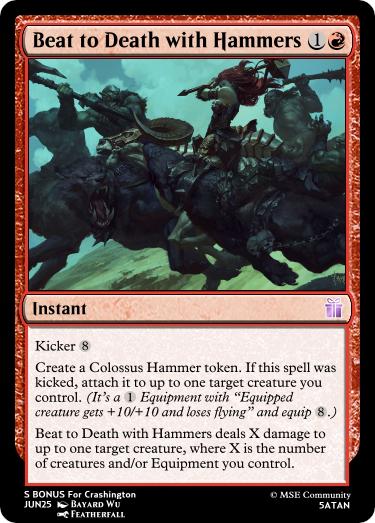 Beat to Death with Hammers 1
Instant
Kicker 8
Create a Colossus Hammer token. If this spell was
kicked, attach it to up to one target creature you
control. (It's a 1 Equipment with “Equipped
creature gets +10/+10 and loses flying” and equip 8.)
Beat to Death with Hammers deals X damage to
up to one target creature, where X is the number
of creatures and/or Equipment you control.
S BONUS For Crashington © MSE Community
JUN25 Bayard Wu 5ATAN
Featherfall